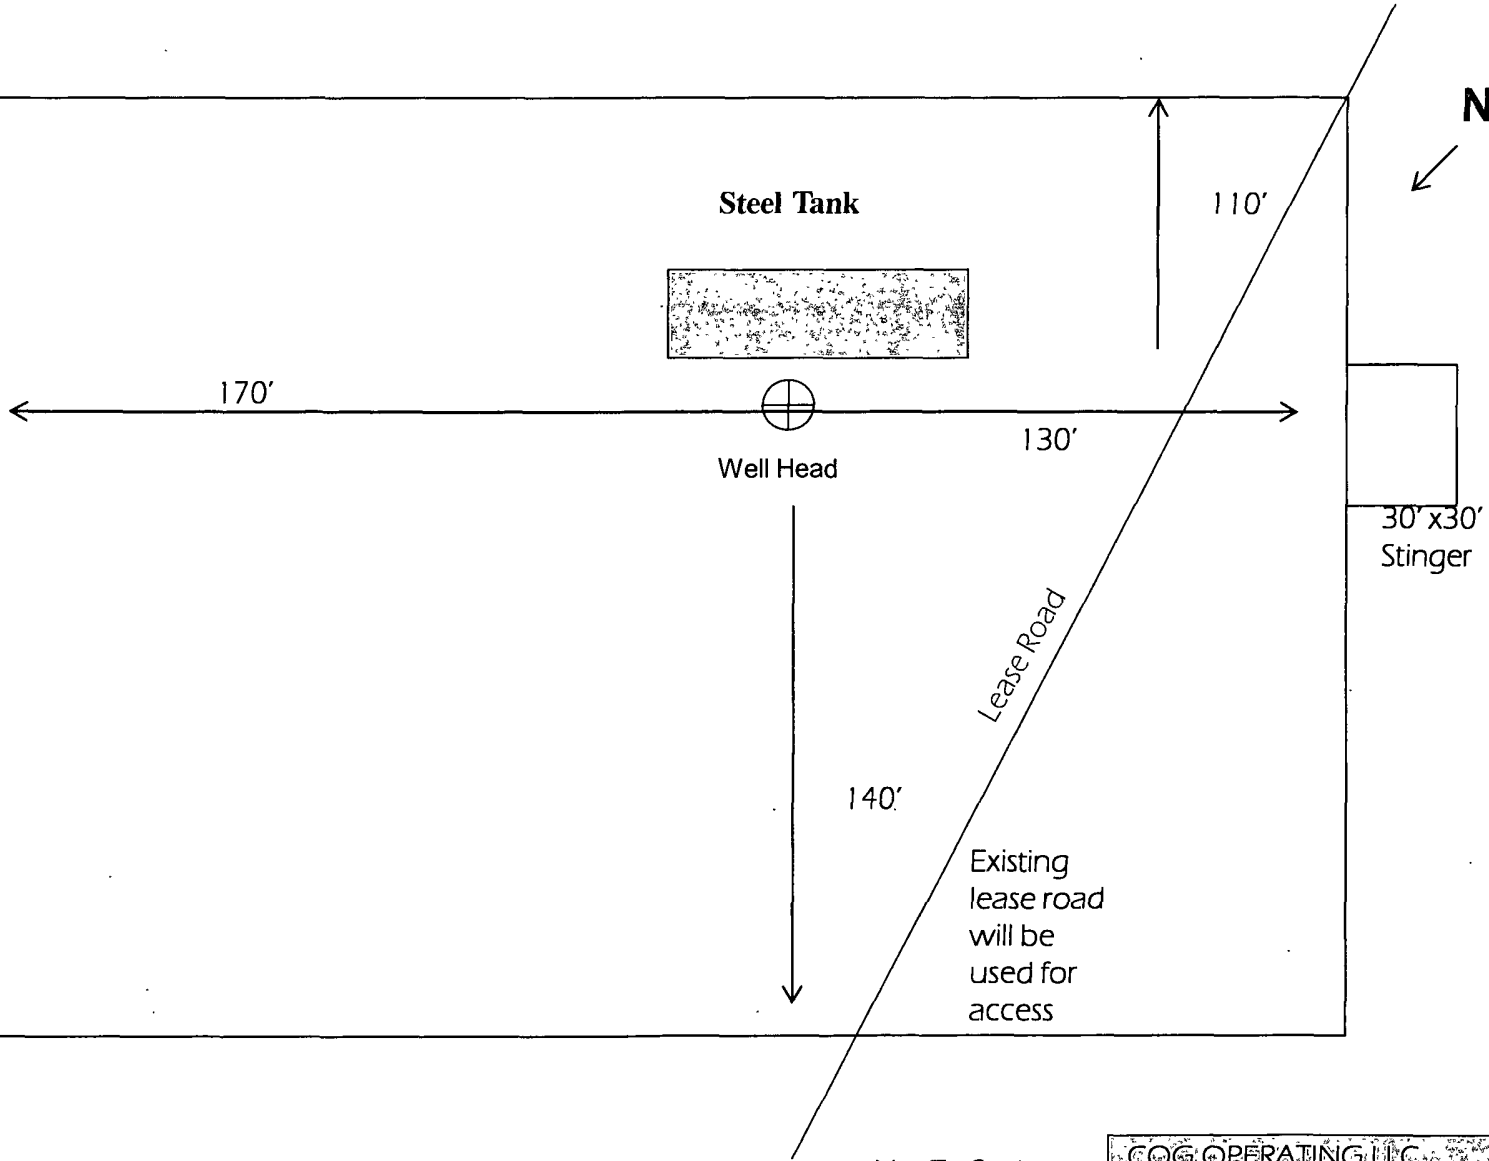 N
Steel Tank
110'
170'
130'
Well Head
30' x30'
Stinger
Lease Road
140'
Existing
lease road
will be
used for
access
COG OPERATING LLC